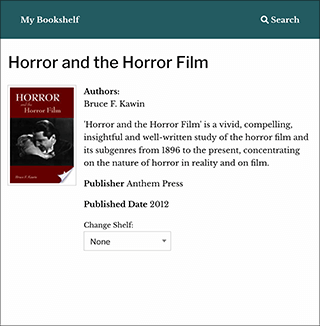 My Bookshelf
Search
Horror and the Horror Film
HORROR
and the
Horror Film
Bruce F. Kawin
Authors:
Bruce F. Kawin
'Horror and the Horror Film' is a vivid, compelling,
insightful and well-written study of the horror film and
its subgenres from 1896 to the present, concentrating
on the nature of horror in reality and on film.
Publisher Anthem Press
Published Date 2012
Change Shelf:
None